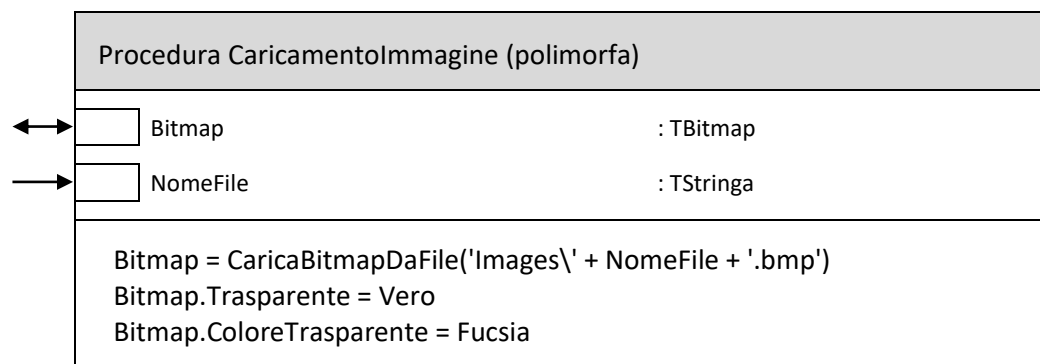 Procedura CaricamentoImmagine (polimorfa)
Bitmap : TBitmap
NomeFile : TStringa
Bitmap = CaricaBitmapDaFile('Images\' + NomeFile + '.bmp')
Bitmap.Trasparente = Vero
Bitmap.ColoreTrasparente = Fucsia